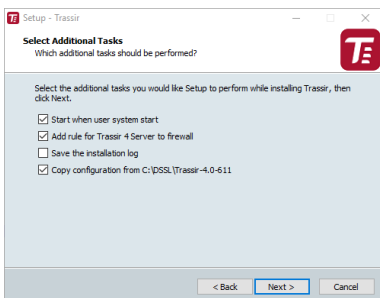 Setup - Trassir
Select Additional Tasks
Which additional tasks should be performed?
Select the additional tasks you would like Setup to perform while installing Trassir, then
click Next.
Start when user system start
Add rule for Trassir 4 Server to firewall
Save the installation log
Copy configuration from C:\DSSL\Trassir-4.0-611
< Back
Next >
Cancel